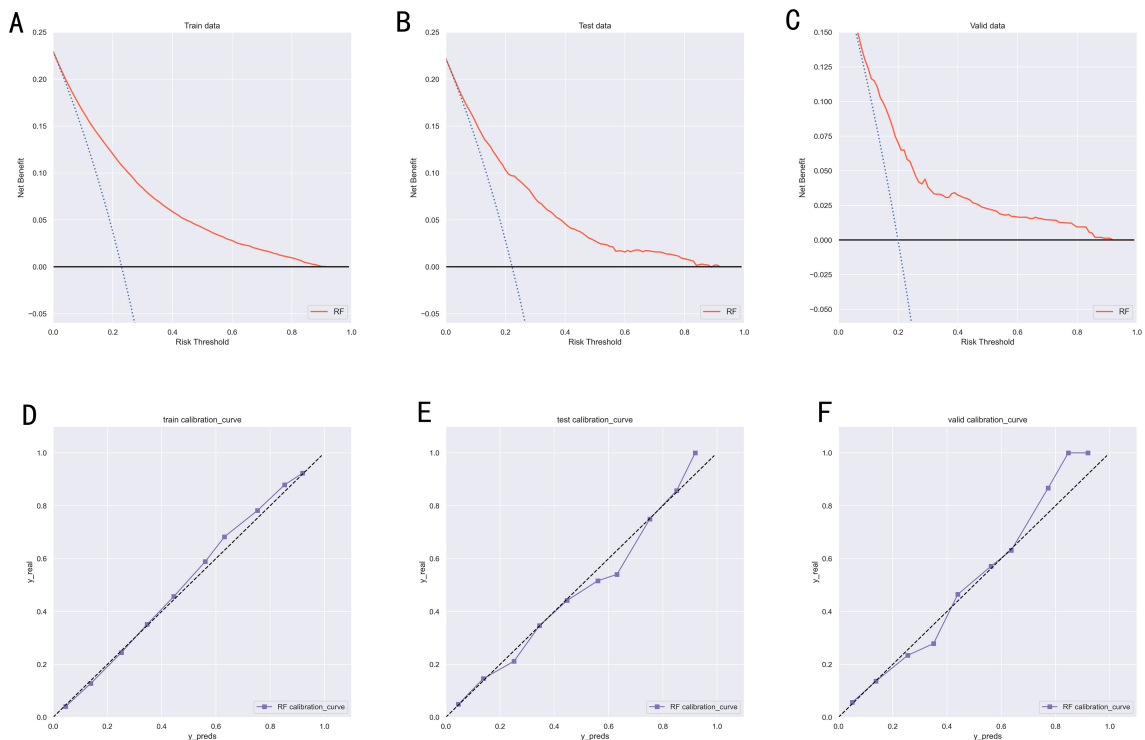 A
Train data
0.25
0.20
0.15
0.10
0.05
0.00
−0.05
Net Benefit
0.0 0.2 0.4 0.6 0.8 1.0
Risk Threshold
RF
B
Test data
0.25
0.20
0.15
0.10
0.05
0.00
−0.05
Net Benefit
0.0 0.2 0.4 0.6 0.8 1.0
Risk Threshold
RF
C
Valid data
0.150
0.125
0.100
0.075
0.050
0.025
0.000
−0.025
−0.050
Net Benefit
0.0 0.2 0.4 0.6 0.8 1.0
Risk Threshold
RF
D
train calibration_curve
1.0
0.8
0.6
0.4
0.2
0.0
y_real
0.0 0.2 0.4 0.6 0.8 1.0
y_preds
RF calibration_curve
E
test calibration_curve
1.0
0.8
0.6
0.4
0.2
0.0
y_real
0.0 0.2 0.4 0.6 0.8 1.0
y_preds
RF calibration_curve
F
valid calibration_curve
1.0
0.8
0.6
0.4
0.2
0.0
y_real
0.0 0.2 0.4 0.6 0.8 1.0
y_preds
RF calibration_curve